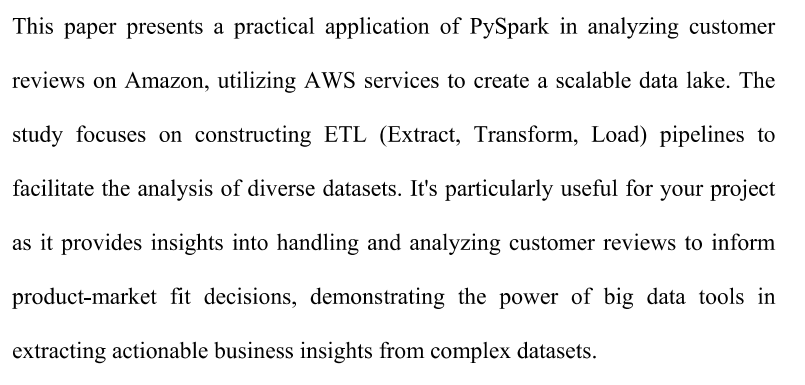 This paper presents a practical application of PySpark in analyzing customer
reviews on Amazon, utilizing AWS services to create a scalable data lake. The
study focuses on constructing ETL (Extract, Transform, Load) pipelines to
facilitate the analysis of diverse datasets. It's particularly useful for your project
as it provides insights into handling and analyzing customer reviews to inform
product-market fit decisions, demonstrating the power of big data tools in
extracting actionable business insights from complex datasets.